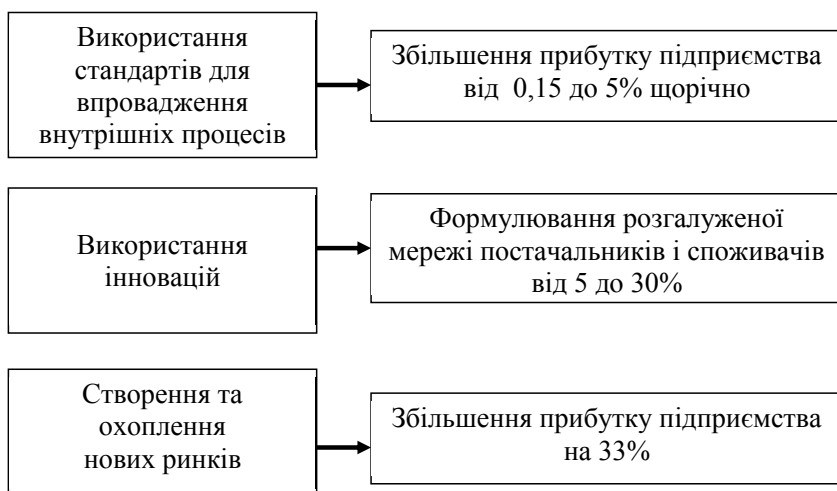 Використання
стандартів для
впровадження
внутрішніх процесів
Збільшення прибутку підприємства
від 0,15 до 5% щорічно
Використання
інновацій
Формулювання розгалуженої
мережі постачальників і споживачів
від 5 до 30%
Створення та
охоплення
нових ринків
Збільшення прибутку підприємства
на 33%